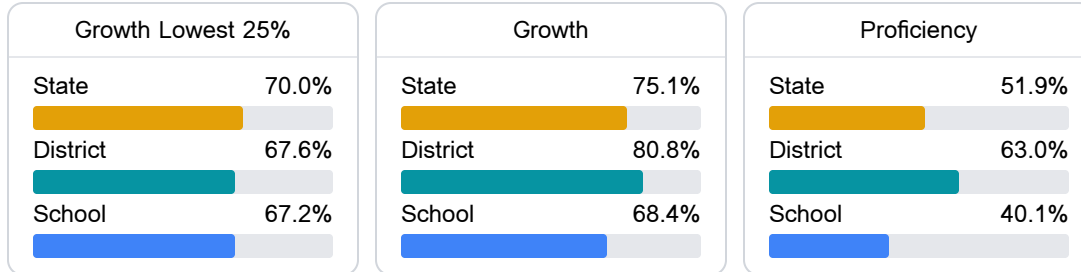 Growth Lowest 25%
State 70.0%
District 67.6%
School 67.2%
Growth
State 75.1%
District 80.8%
School 68.4%
Proficiency
State 51.9%
District 63.0%
School 40.1%